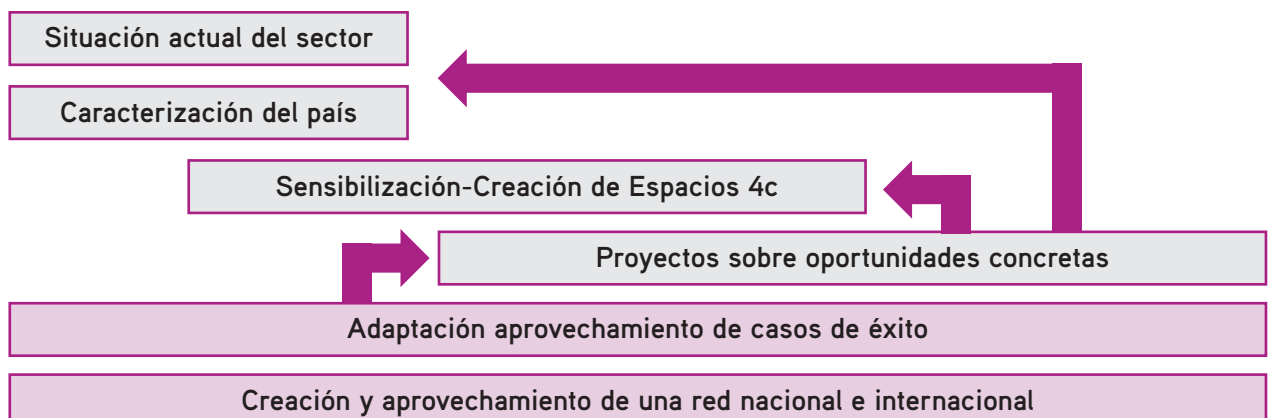 Situación actual del sector
Caracterización del país
Sensibilización-Creación de Espacios 4c
Proyectos sobre oportunidades concretas
Adaptación aprovechamiento de casos de éxito
Creación y aprovechamiento de una red nacional e internacional